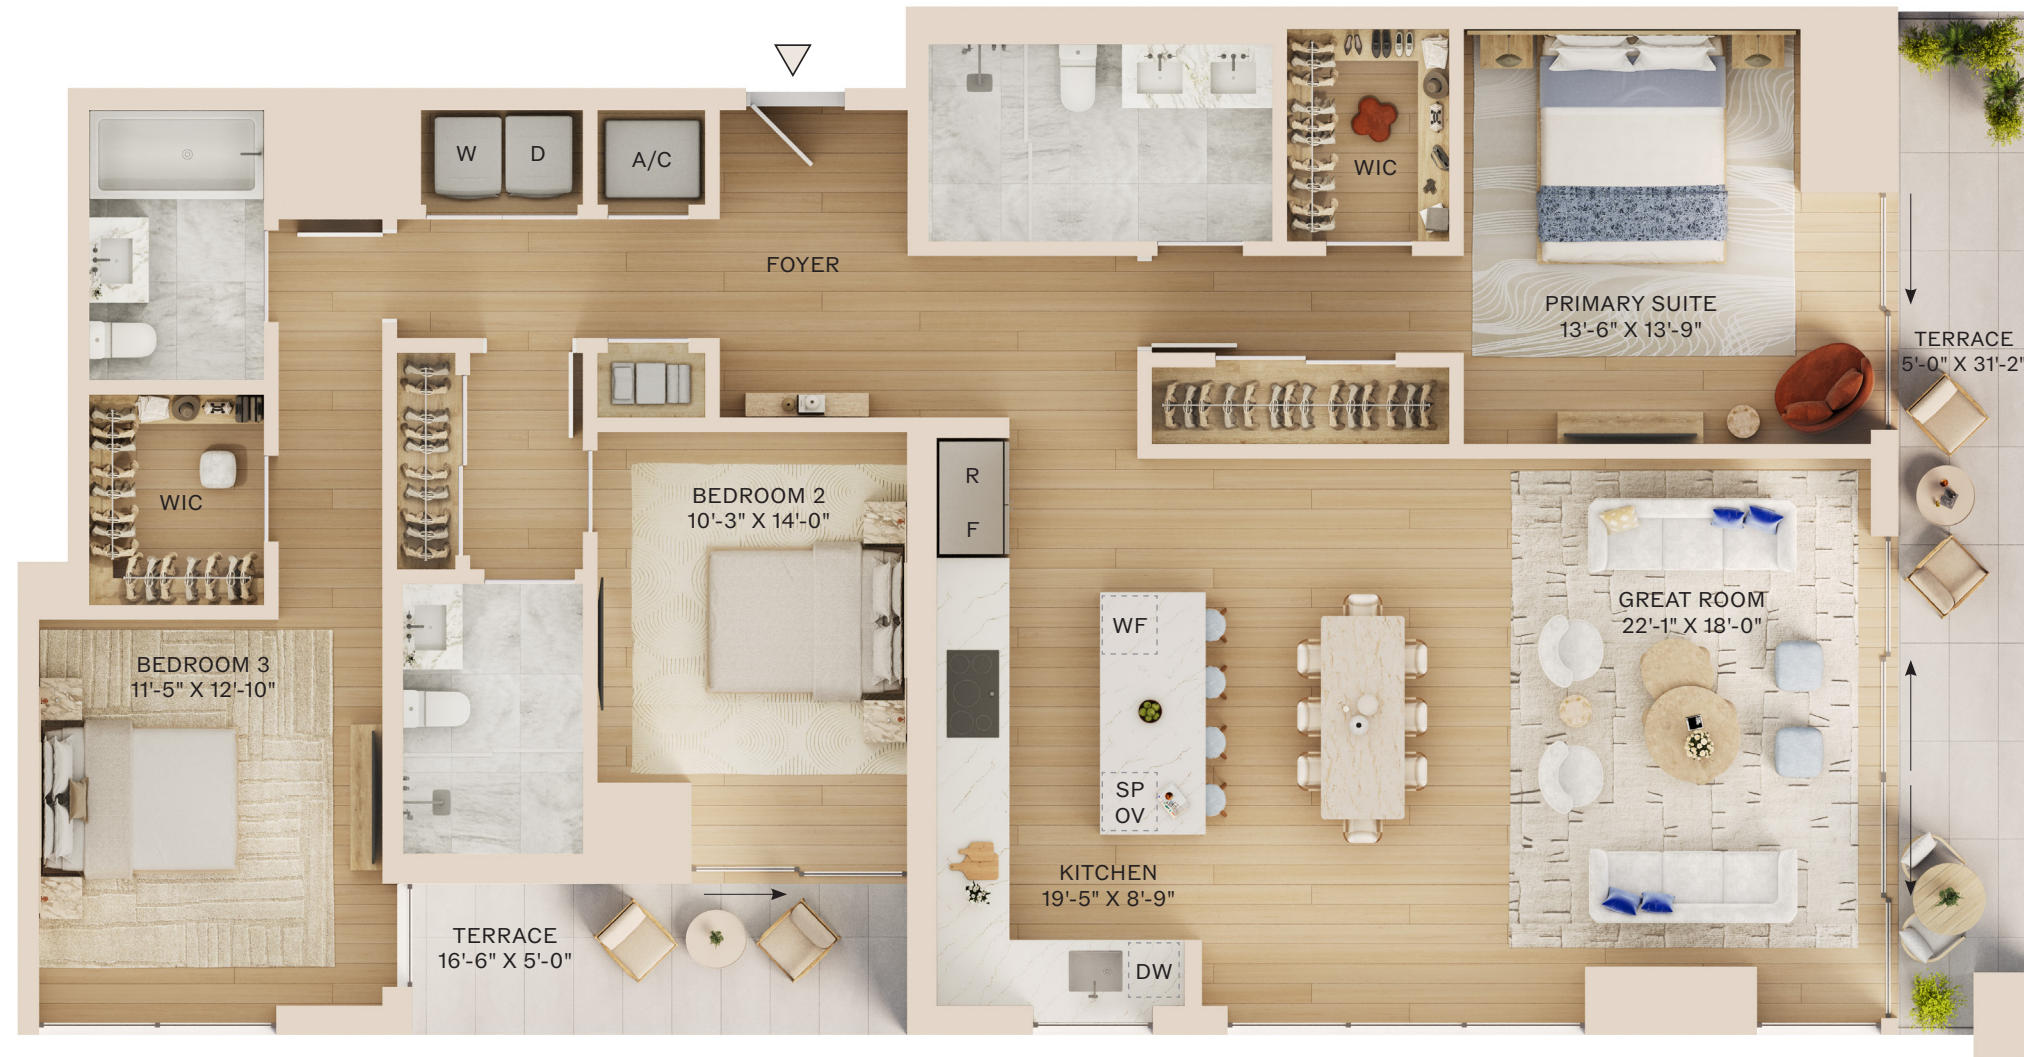 W
D
A/C
WIC
FOYER
PRIMARY SUITE
13'-6" X 13'-9"
TERRACE
5'-0" X 31'-2"
WIC
BEDROOM 2
10'-3" X 14'-0"
R
F
GREAT ROOM
22'-1" X 18'-0"
WF
BEDROOM 3
11'-5" X 12'-10"
SP
OV
KITCHEN
19'-5" X 8'-9"
TERRACE
16'-6" X 5'-0"
DW